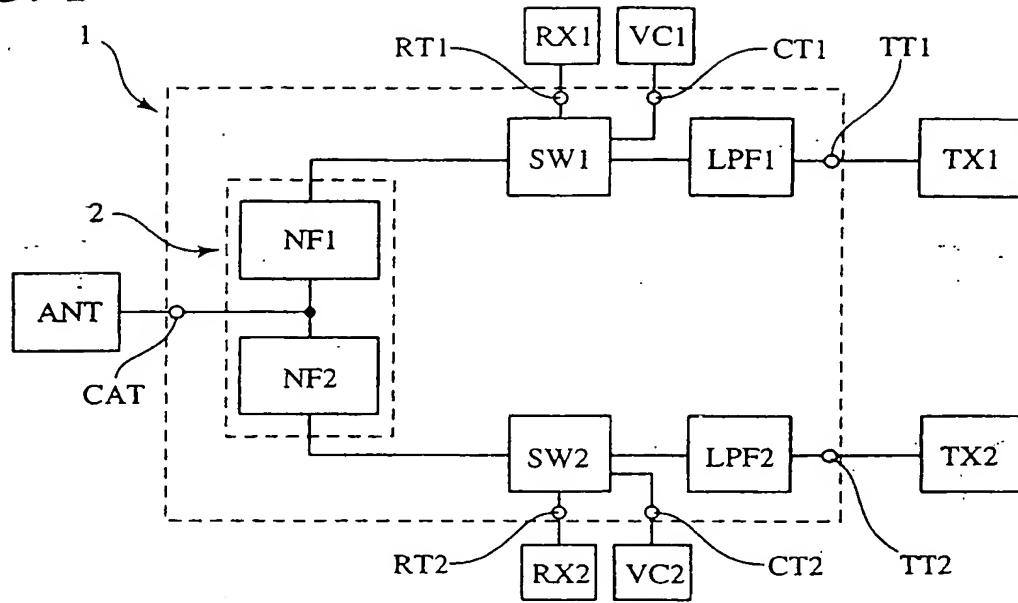 1
RT1
RX1
VC1
CT1
TT1
SW1
LPF1
TX1
2
NF1
ANT
CAT
NF2
SW2
LPF2
TX2
RT2
RX2
VC2
CT2
TT2